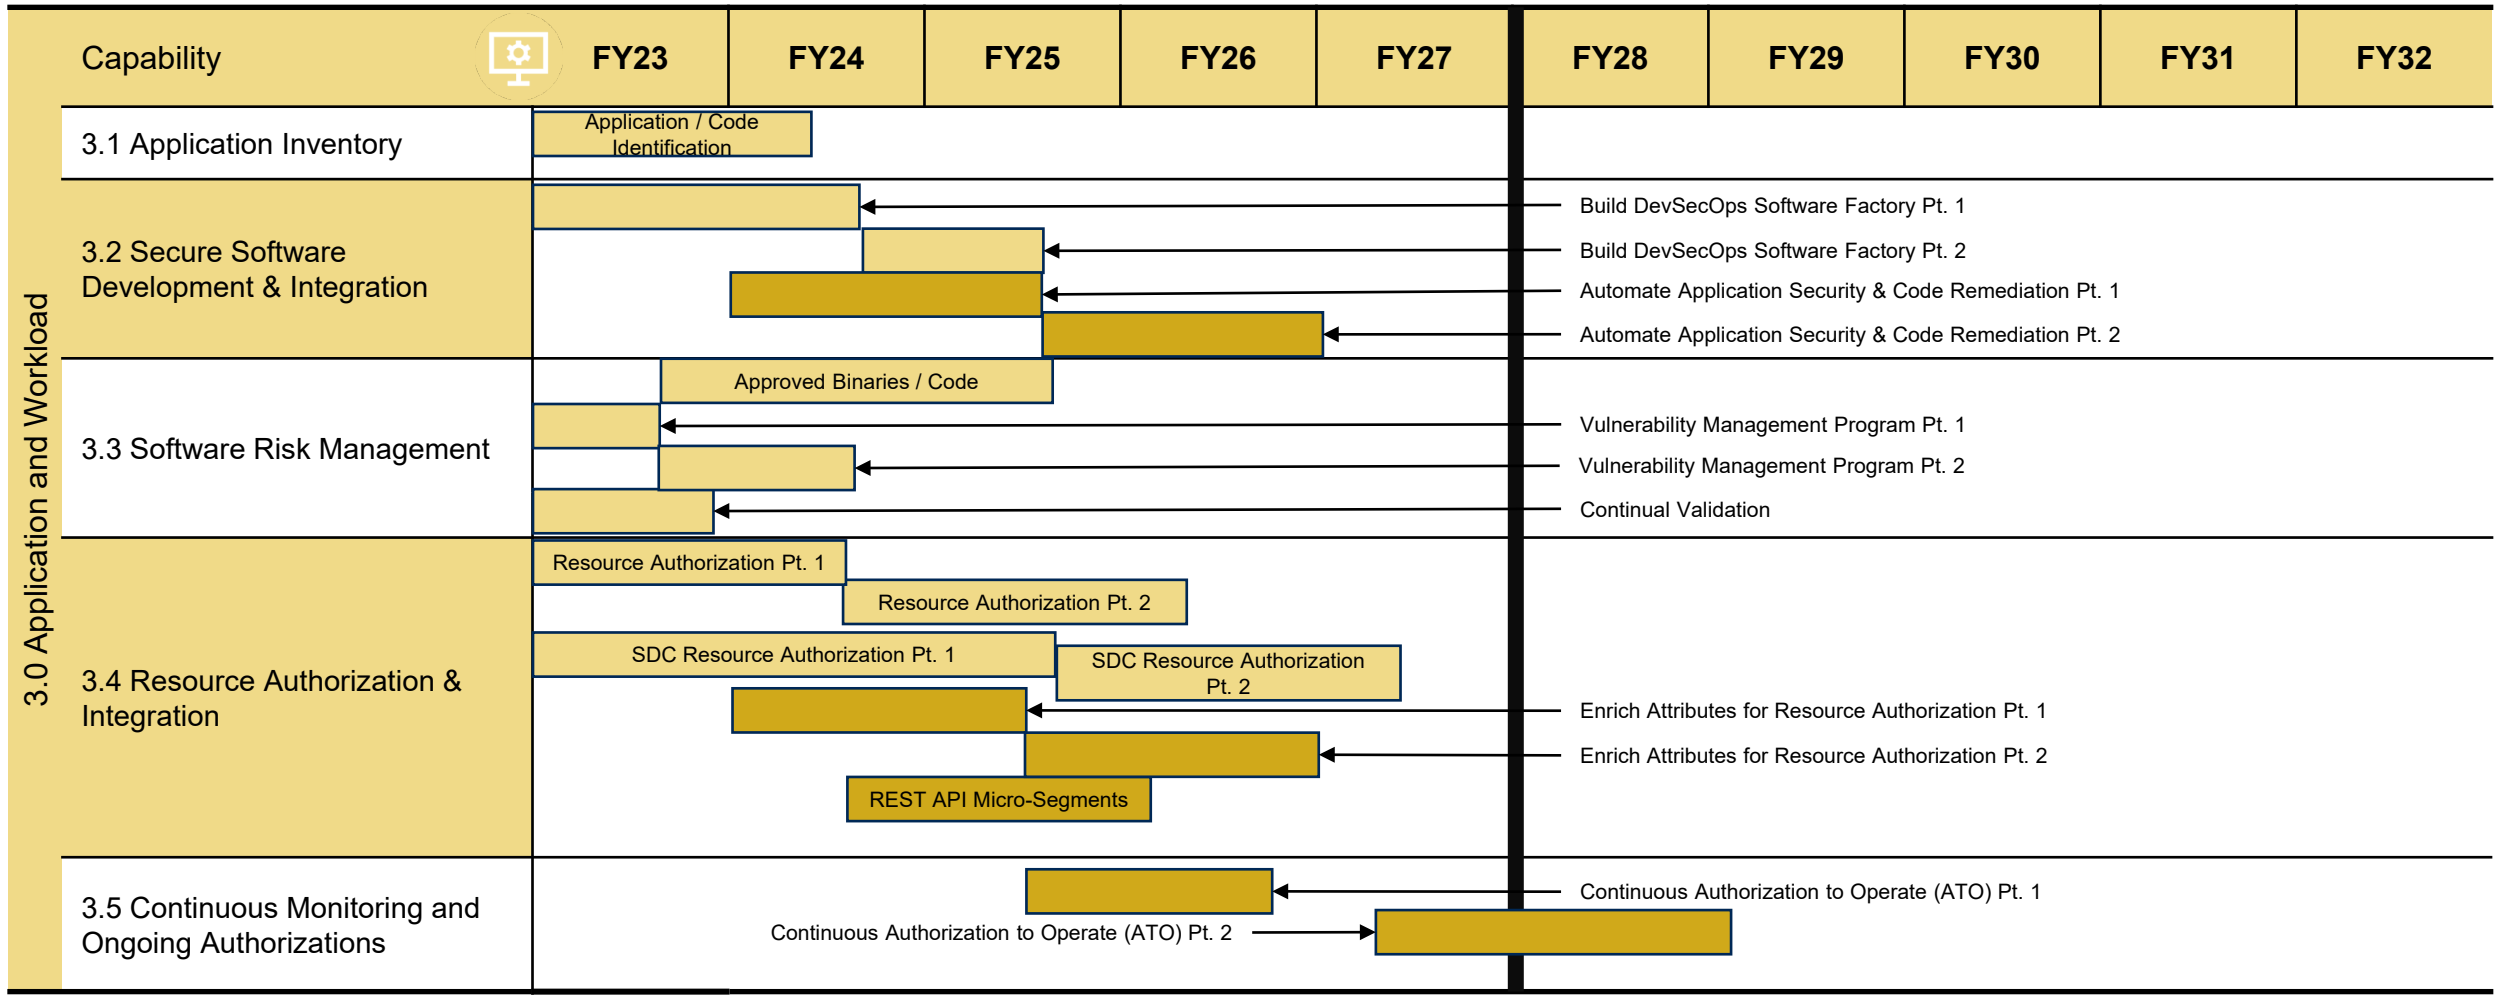 Capability
FY23
FY24
FY25
FY26
FY27
FY28
FY29
FY30
FY31
FY32
3.0 Application and Workload
3.1 Application Inventory
Application / Code
Identification
3.2 Secure Software
Development & Integration
Build DevSecOps Software Factory Pt. 1
Build DevSecOps Software Factory Pt. 2
Automate Application Security & Code Remediation Pt. 1
Automate Application Security & Code Remediation Pt. 2
3.3 Software Risk Management
Approved Binaries / Code
Vulnerability Management Program Pt. 1
Vulnerability Management Program Pt. 2
Continual Validation
3.4 Resource Authorization &
Integration
Resource Authorization Pt. 1
Resource Authorization Pt. 2
SDC Resource Authorization Pt. 1
SDC Resource Authorization
Pt. 2
Enrich Attributes for Resource Authorization Pt. 1
Enrich Attributes for Resource Authorization Pt. 2
REST API Micro-Segments
3.5 Continuous Monitoring and
Ongoing Authorizations
Continuous Authorization to Operate (ATO) Pt. 1
Continuous Authorization to Operate (ATO) Pt. 2